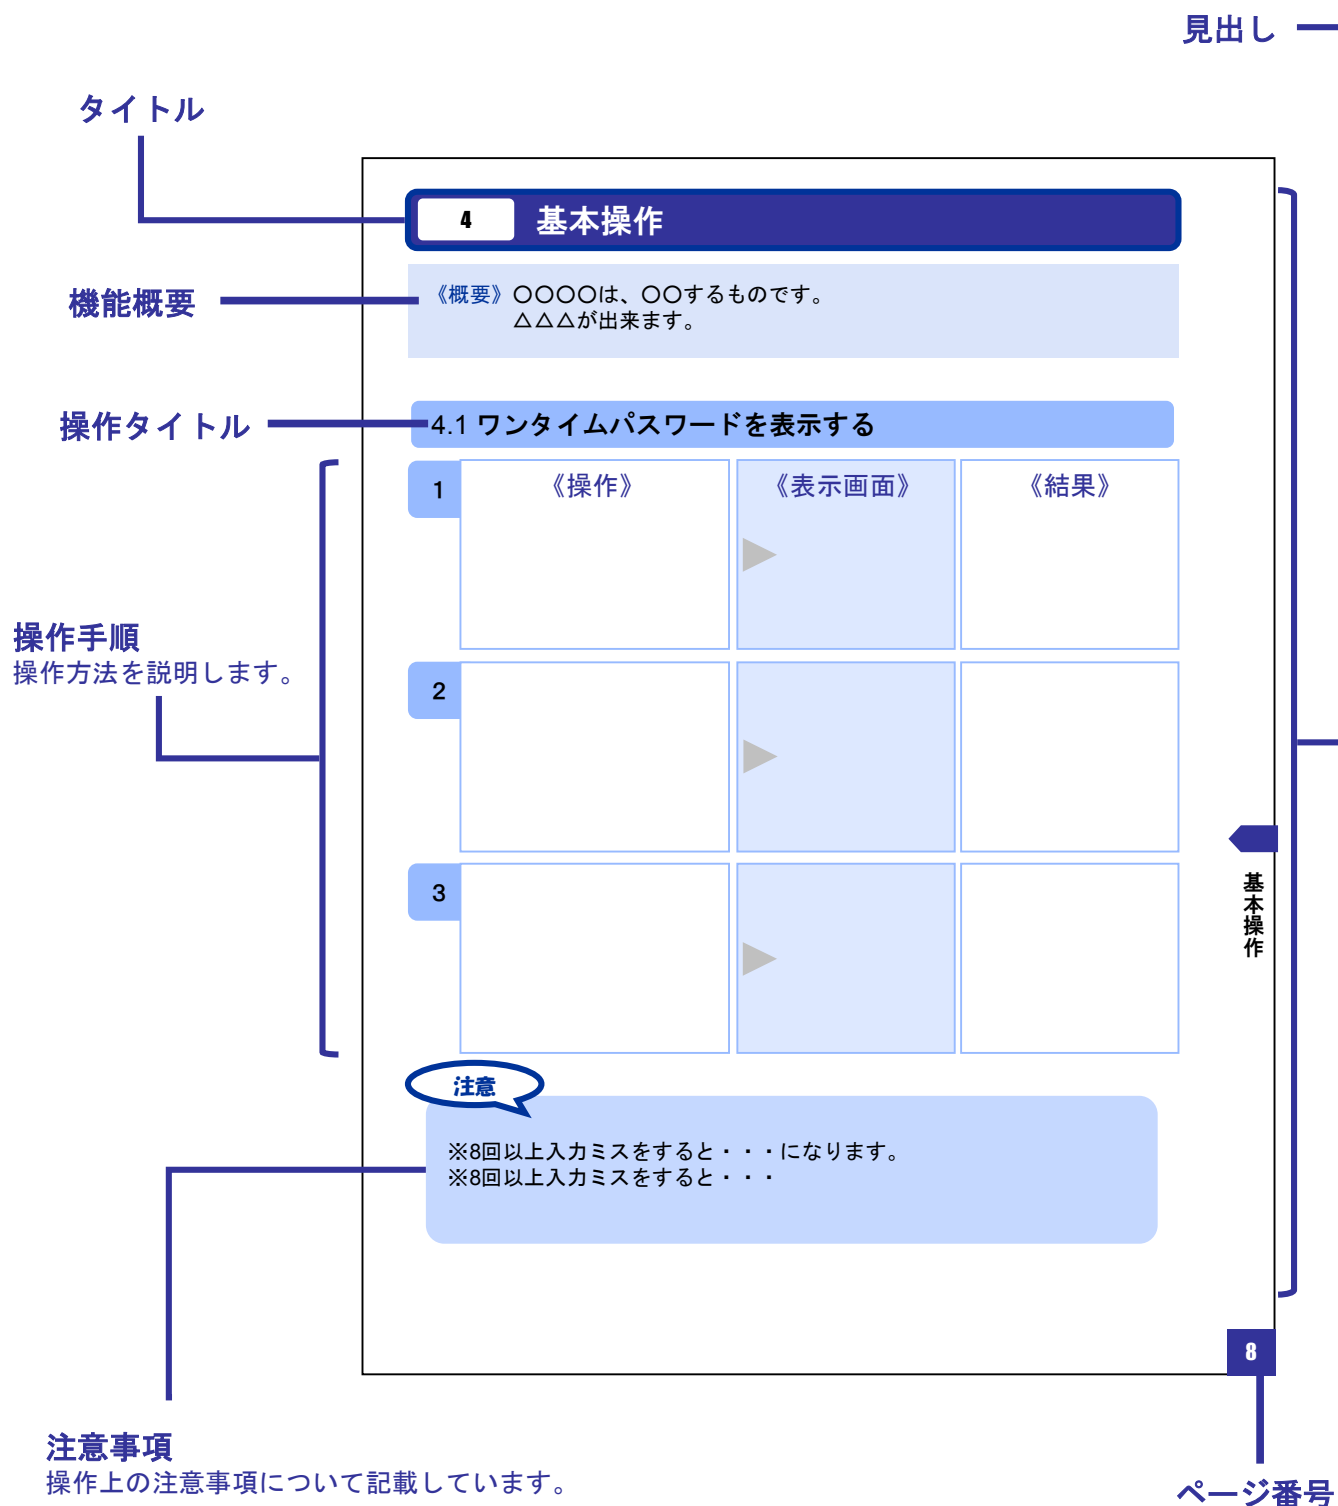 見出し
タイトル
4 基本操作
機能概要
《概要》〇〇〇〇は、〇〇するものです。
△△△が出来ます。
操作タイトル
4.1 ワンタイムパスワードを表示する
1 《操作》 《表示画面》 《結果》
操作手順
操作方法を説明します。
2
3
基本操作
注意
※8回以上入力ミスをすると・・・になります。
※8回以上入力ミスをすると・・・
8
注意事項
操作上の注意事項について記載しています。
ページ番号